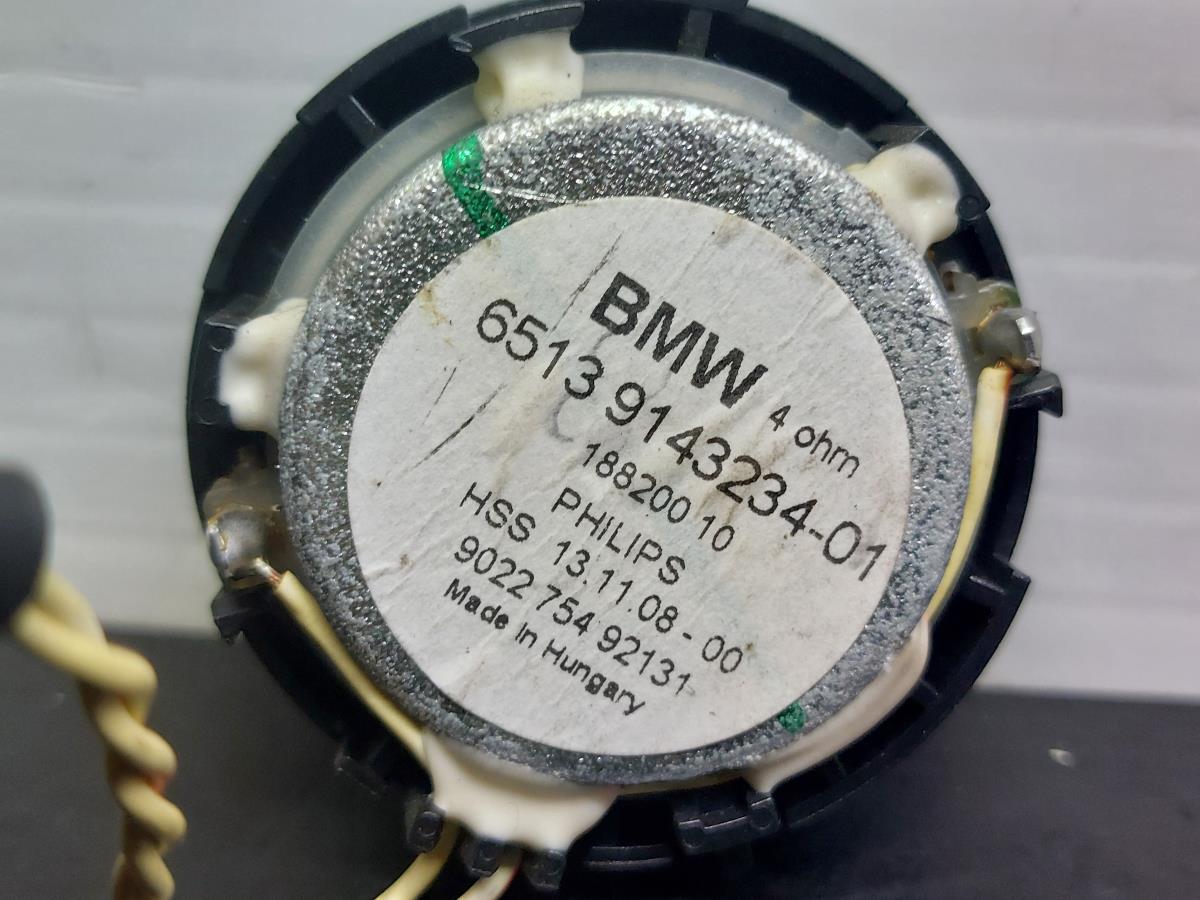 BMW 4 ohm
6513 9143234-01
188200 10
PHILIPS
HSS 13.11.08 - 00
9022 754 92131
Made in Hungary